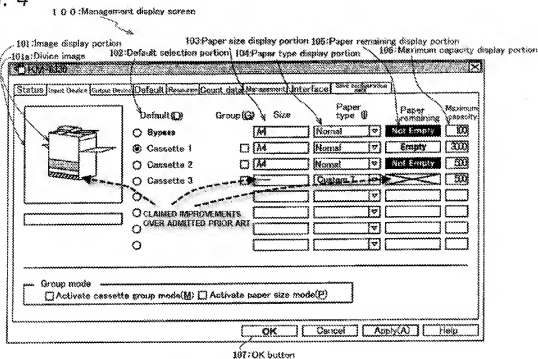 . 4
100:Management display screen
101:Image display portion
101a:Divice image
102:Default selection portion
103:Paper size display portion
104:Paper type display portion
105:Paper remaining display portion
106:Maximum capacity display portion
Status Input Device Output Device Default Resources Count data Management Interface Save configuration
Default(D) Group(G) Size Paper type Paper remaining Maximum capacity
Bypass A4 Normal Not Empty 100
Cassette 1 A4 Normal Empty 3000
Cassette 2 A4 Normal Not Empty 500
Cassette 3 Custom 7 500
CLAIMED IMPROVEMENTS
OVER ADMITTED PRIOR ART
Group mode
Activate cassette group mode(M) Activate paper size mode(P)
OK Cancel Apply(A) Help
107:OK button